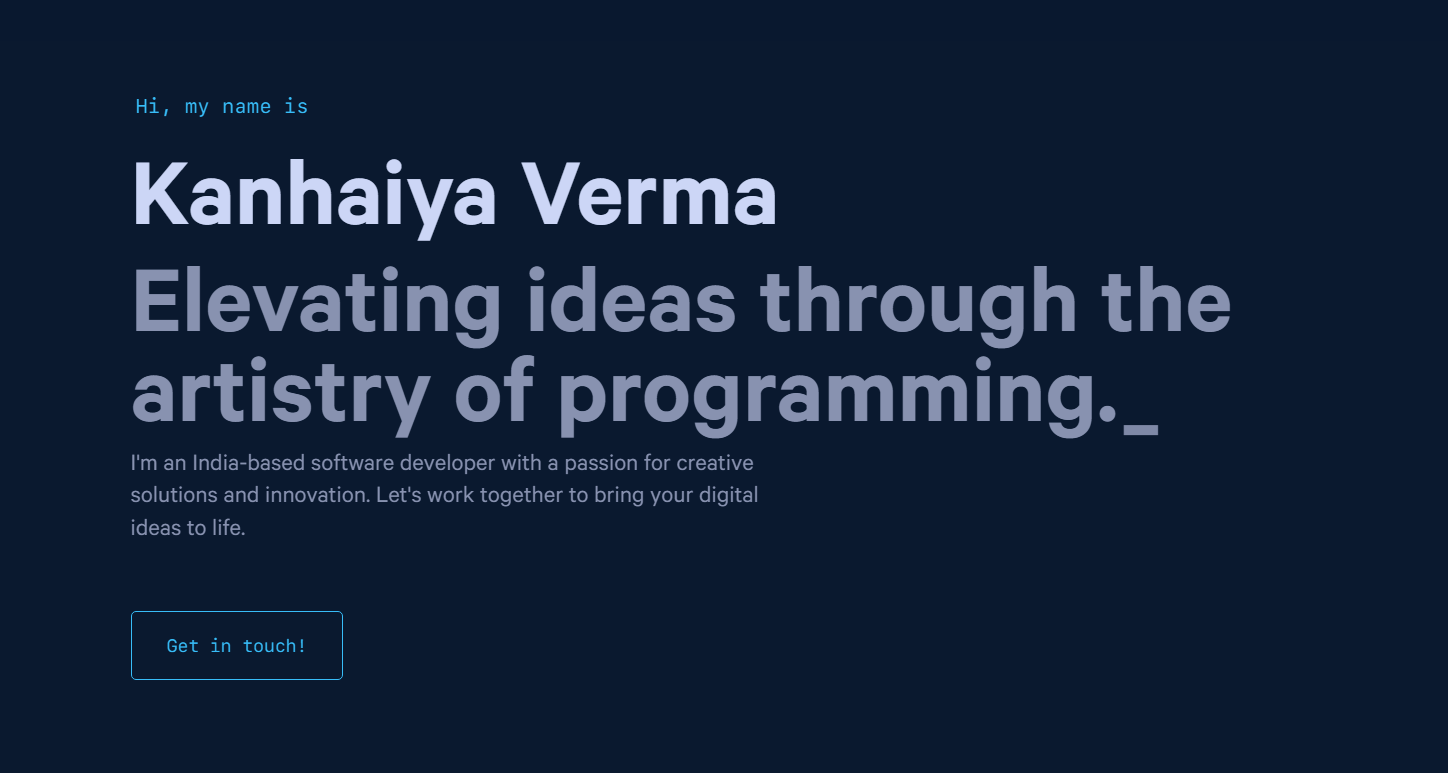 Hi, my name is
Kanhaiya Verma
Elevating ideas through the
artistry of programming._
I'm an India-based software developer with a passion for creative
solutions and innovation. Let's work together to bring your digital
ideas to life.
Get in touch!